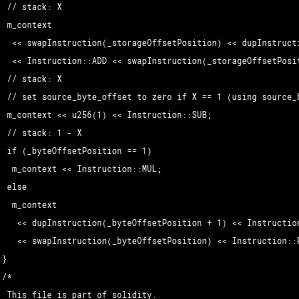 // stack: X
m_context
<< swapInstruction(_storageOffsetPosition) << dupInstructi
<< Instruction::ADD << swapInstruction(_storageOffsetPosit
// stack: X
// set source_byte_offset to zero if X == 1 (using source_b
m_context << u256(1) << Instruction::SUB;
// stack: 1 - X
if (_byteOffsetPosition == 1)
m_context << Instruction::MUL;
else
m_context
<< dupInstruction(_byteOffsetPosition + 1) << Instruction
<< swapInstruction(_byteOffsetPosition) << Instruction::
}
/*
This file is part of solidity.